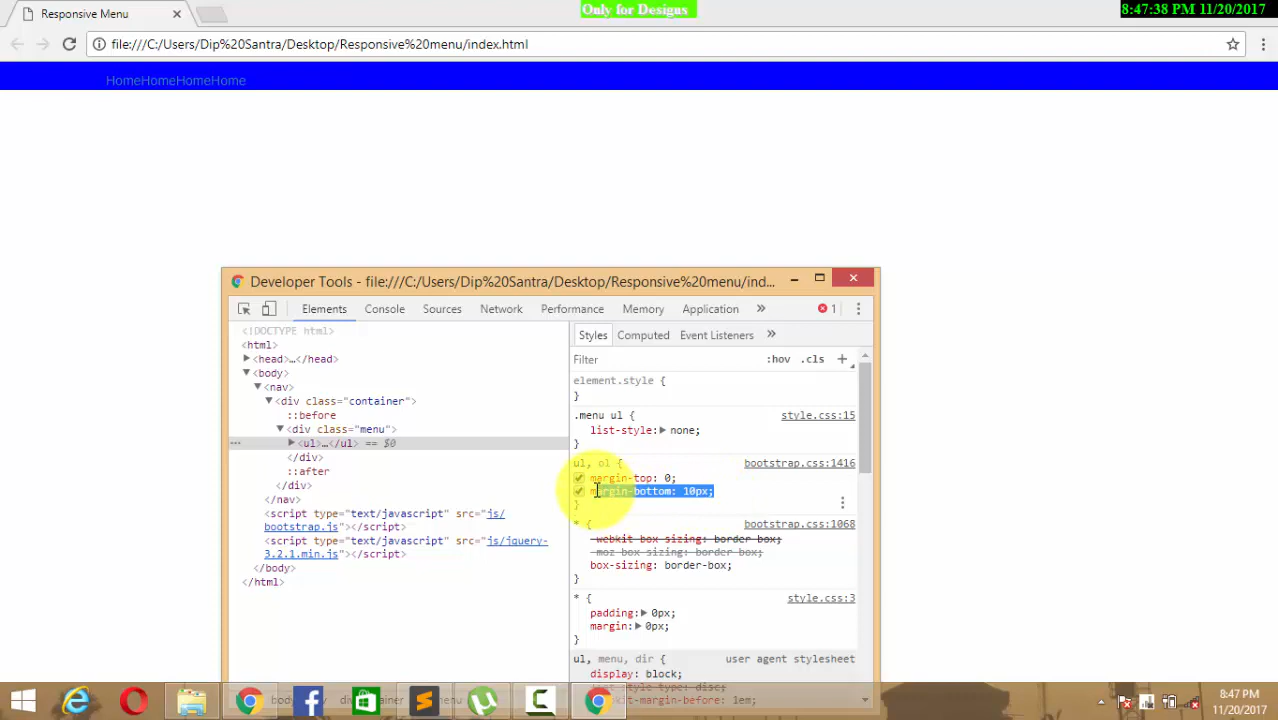 Responsive Menu
Only for Designs
8:47:38 PM 11/20/2017
file:///C:/Users/Dip%20Santra/Desktop/Responsive%20menu/index.html
HomeHomeHomeHome
Developer Tools - file:///C:/Users/Dip%20Santra/Desktop/Responsive%20menu/ind...
Elements Console Sources Network Performance Memory Application » 1
<!DOCTYPE html>
<html>
<head>…</head>
<body>
<nav>
<div class="container">
::before
<div class="menu">
<ul>…</ul> == $0
</div>
::after
</div>
</nav>
<script type="text/javascript" src="js/
bootstrap.js"></script>
<script type="text/javascript" src="js/jquery-
3.2.1.min.js"></script>
</body>
</html>
Styles Computed Event Listeners »
Filter :hov .cls +
element.style {
}
.menu ul { style.css:15
list-style: none;
}
ul, ol { bootstrap.css:1416
margin-top: 0;
margin-bottom: 10px;
}
* { bootstrap.css:1068
-webkit-box-sizing: border-box;
-moz-box-sizing: border-box;
box-sizing: border-box;
}
* { style.css:3
padding: 0px;
margin: 0px;
}
ul, menu, dir { user agent stylesheet
display: block;
8:47 PM
11/20/2017